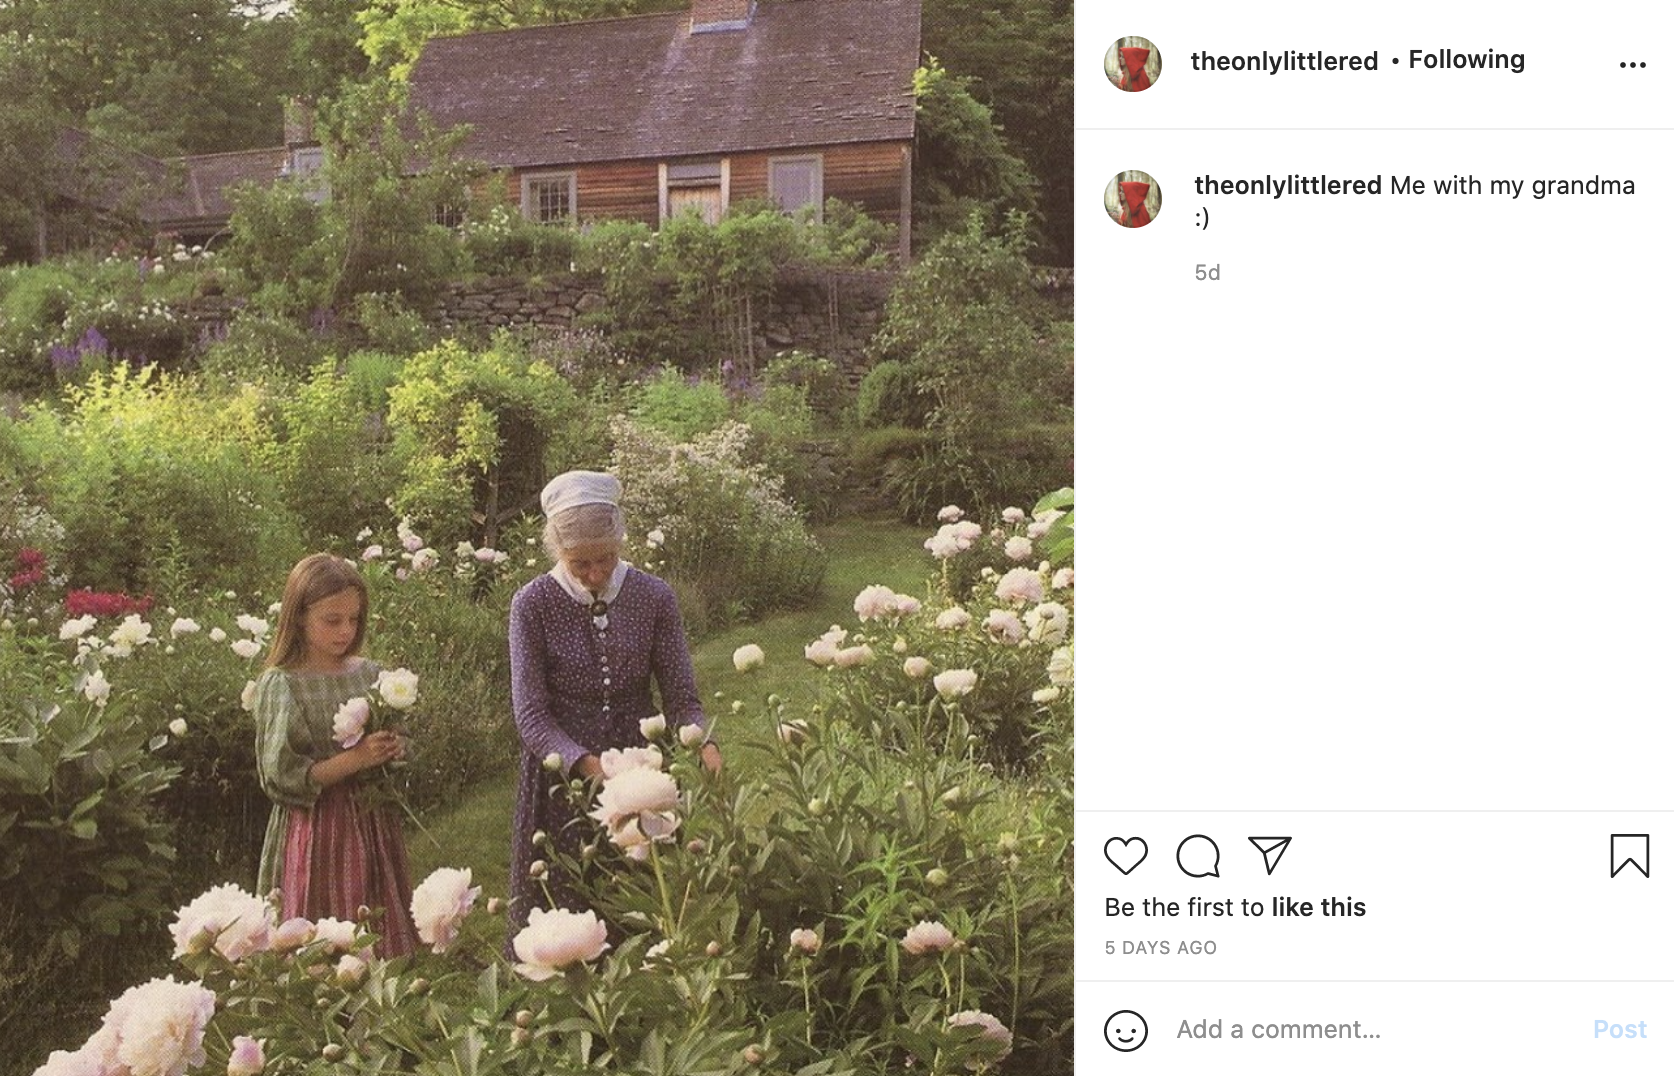 theonlylittlered • Following
theonlylittlered Me with my grandma
:)
5d
Be the first to like this
5 DAYS AGO
Add a comment...
Post